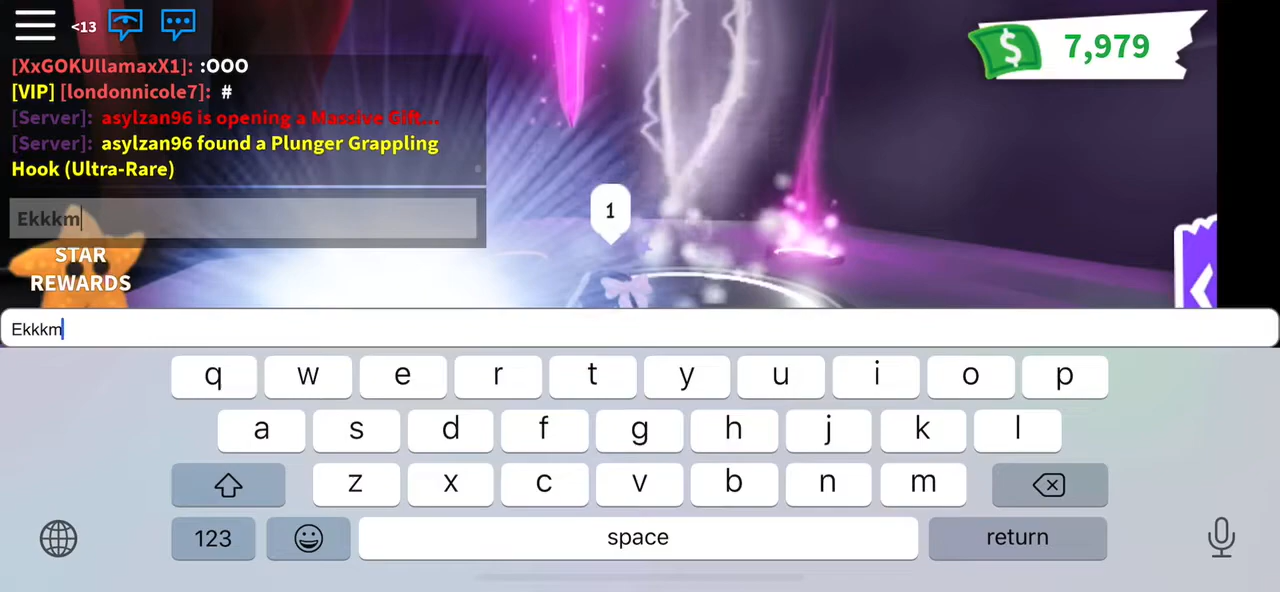 <13
[XxGOKUllamaxX1]: :OOO
[VIP] [londonnicole7]: #
[Server]: asylzan96 is opening a Massive Gift...
[Server]: asylzan96 found a Plunger Grappling
Hook (Ultra-Rare)
Ekkkm
STAR
REWARDS
1
$ 7,979
Ekkkm
q w e r t y u i o p
a s d f g h j k l
z x c v b n m
123 space return